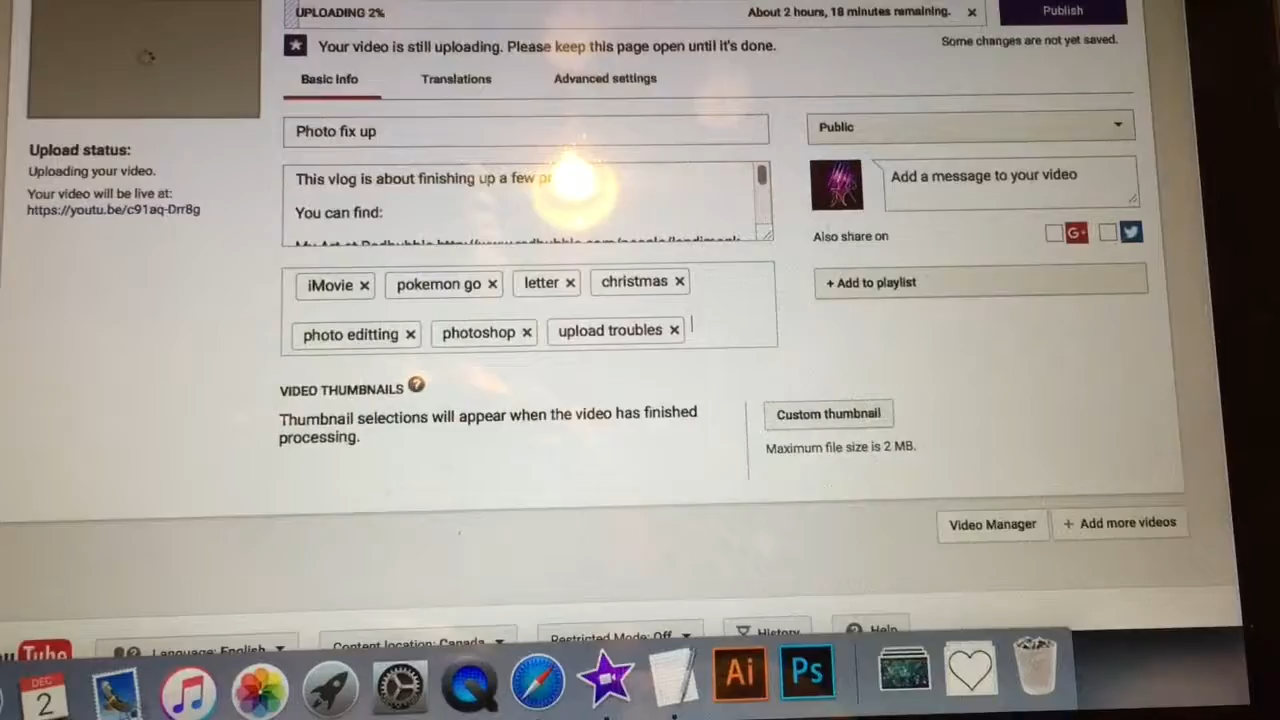 UPLOADING 2%
About 2 hours, 18 minutes remaining.
Publish
Your video is still uploading. Please keep this page open until it's done.
Some changes are not yet saved.
Basic info
Translations
Advanced settings
Photo fix up
Public
Upload status:
Uploading your video.
Your video will be live at:
https://youtu.be/c91aq-Drr8g
This vlog is about finishing up a few
You can find:
Add a message to your video
Also share on
G+
+ Add to playlist
iMovie ×
pokemon go ×
letter ×
christmas ×
photo editting ×
photoshop ×
upload troubles ×
VIDEO THUMBNAILS ?
Thumbnail selections will appear when the video has finished
processing.
Custom thumbnail
Maximum file size is 2 MB.
Video Manager
+ Add more videos
Tube
Language: English
Content location: Canada
Restricted Mode: Off
History
Help
DEC
2
Ai
Ps